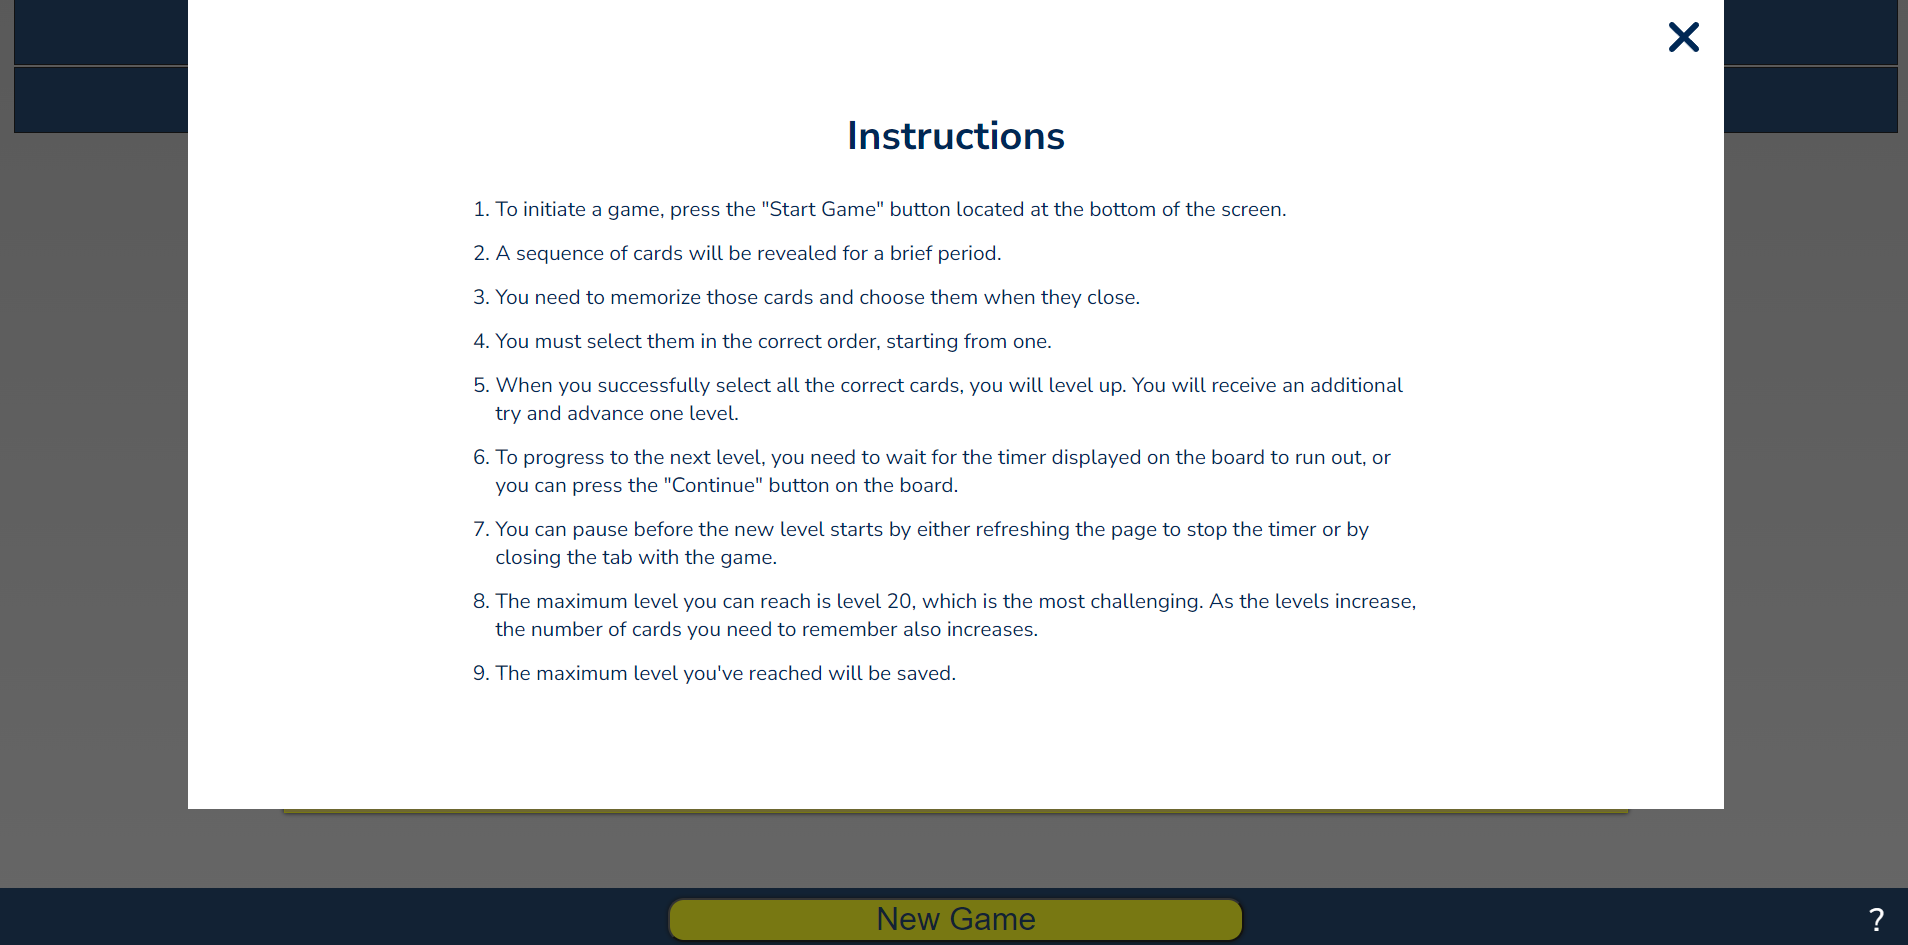 Instructions
1. To initiate a game, press the "Start Game" button located at the bottom of the screen.
2. A sequence of cards will be revealed for a brief period.
3. You need to memorize those cards and choose them when they close.
4. You must select them in the correct order, starting from one.
5. When you successfully select all the correct cards, you will level up. You will receive an additional
try and advance one level.
6. To progress to the next level, you need to wait for the timer displayed on the board to run out, or
you can press the "Continue" button on the board.
7. You can pause before the new level starts by either refreshing the page to stop the timer or by
closing the tab with the game.
8. The maximum level you can reach is level 20, which is the most challenging. As the levels increase,
the number of cards you need to remember also increases.
9. The maximum level you've reached will be saved.
New Game
?